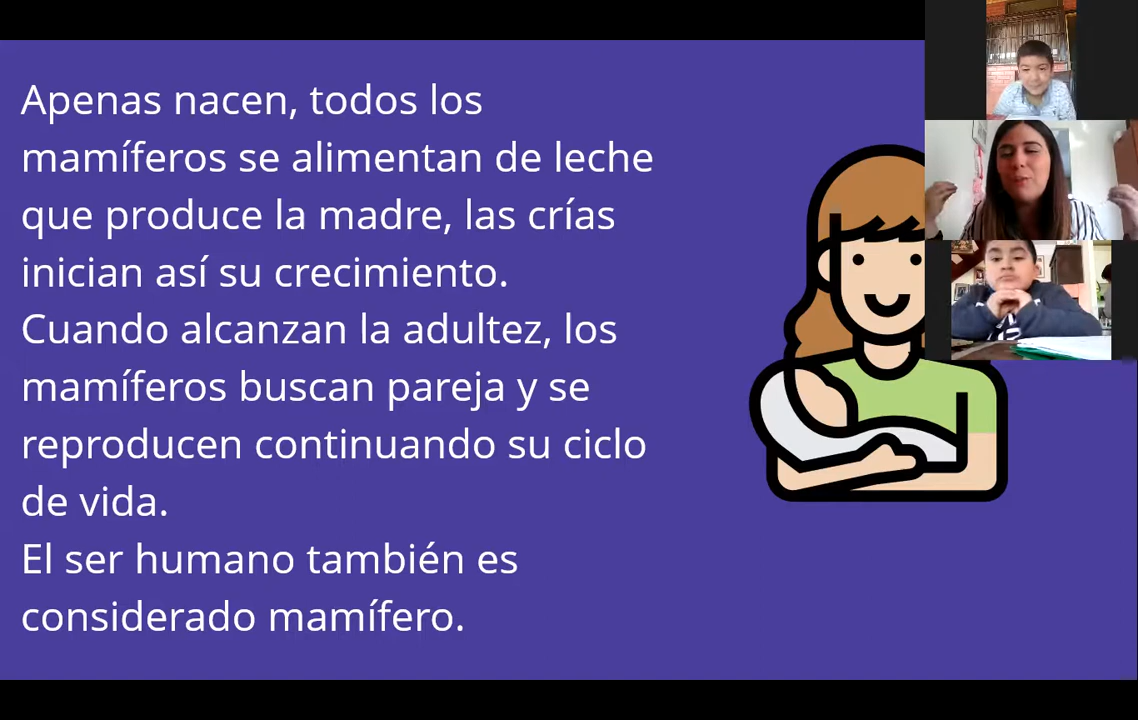 Apenas nacen, todos los
mamíferos se alimentan de leche
que produce la madre, las crías
inician así su crecimiento.
Cuando alcanzan la adultez, los
mamíferos buscan pareja y se
reproducen continuando su ciclo
de vida.
El ser humano también es
considerado mamífero.